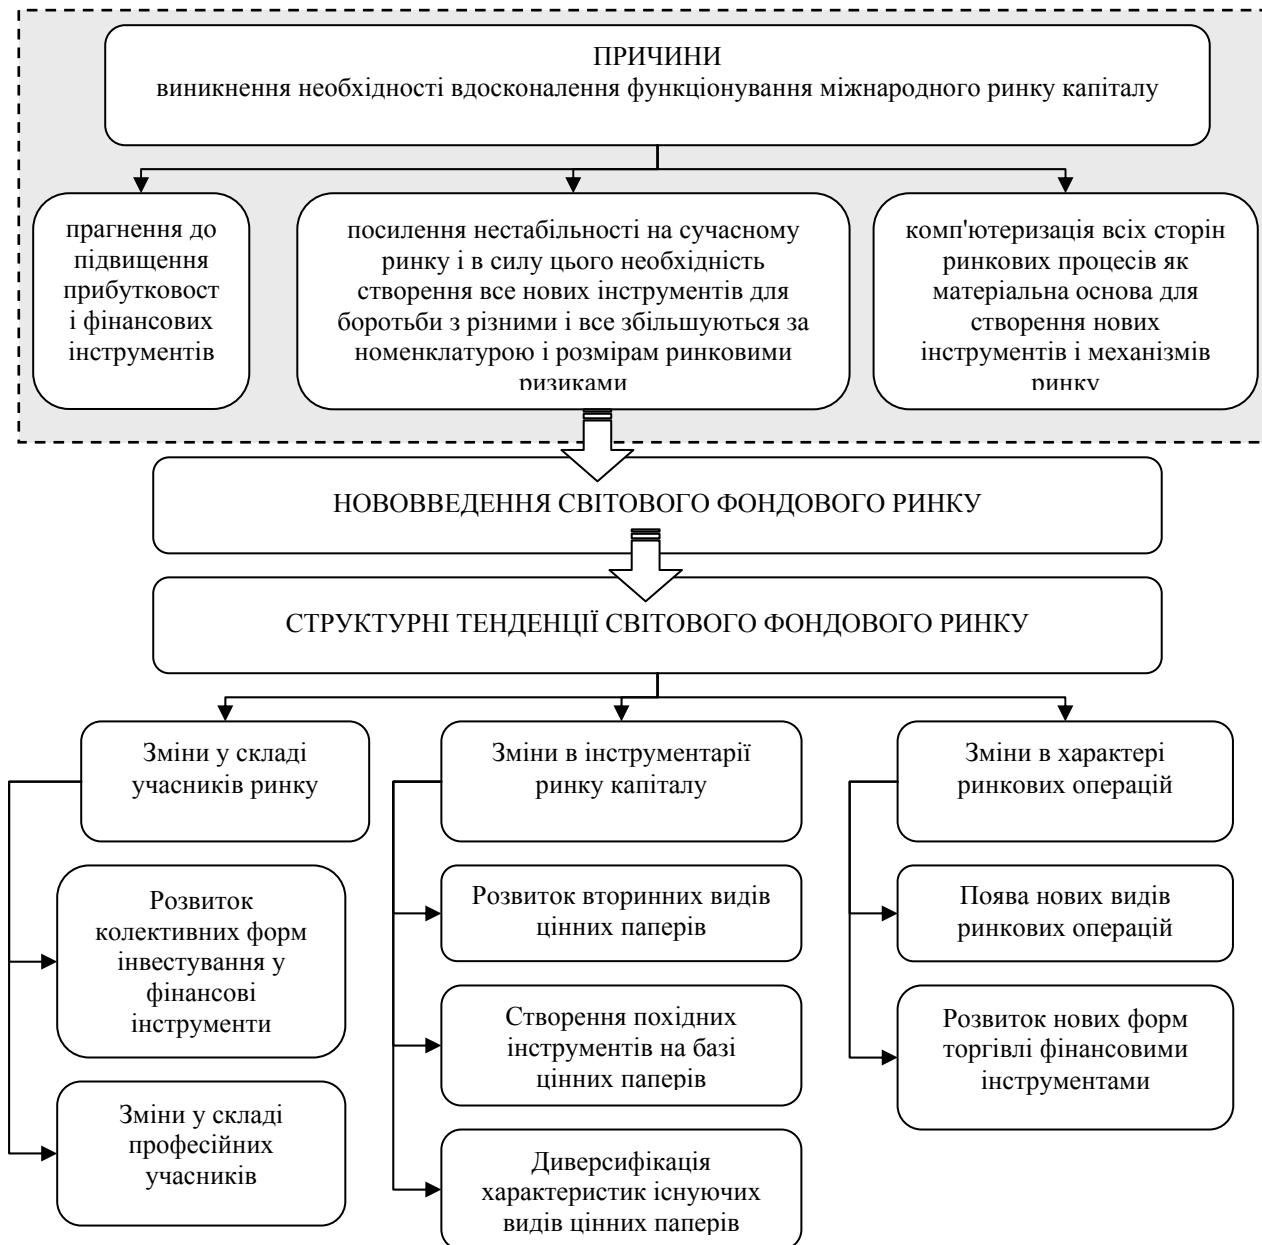 ПРИЧИНИ
виникнення необхідності вдосконалення функціонування міжнародного ринку капіталу
прагнення до
підвищення
прибутковост
і фінансових
інструментів
посилення нестабільності на сучасному
ринку і в силу цього необхідність
створення все нових інструментів для
боротьби з різними і все збільшуються за
номенклатурою і розмірам ринковими
ризиками
комп'ютеризація всіх сторін
ринкових процесів як
матеріальна основа для
створення нових
інструментів і механізмів
ринку
НОВОВВЕДЕННЯ СВІТОВОГО ФОНДОВОГО РИНКУ
СТРУКТУРНІ ТЕНДЕНЦІЇ СВІТОВОГО ФОНДОВОГО РИНКУ
Зміни у складі
учасників ринку
Розвиток
колективних форм
інвестування у
фінансові
інструменти
Зміни у складі
професійних
учасників
Зміни в інструментарії
ринку капіталу
Розвиток вторинних видів
цінних паперів
Створення похідних
інструментів на базі
цінних паперів
Диверсифікація
характеристик існуючих
видів цінних паперів
Зміни в характері
ринкових операцій
Поява нових видів
ринкових операцій
Розвиток нових форм
торгівлі фінансовими
інструментами